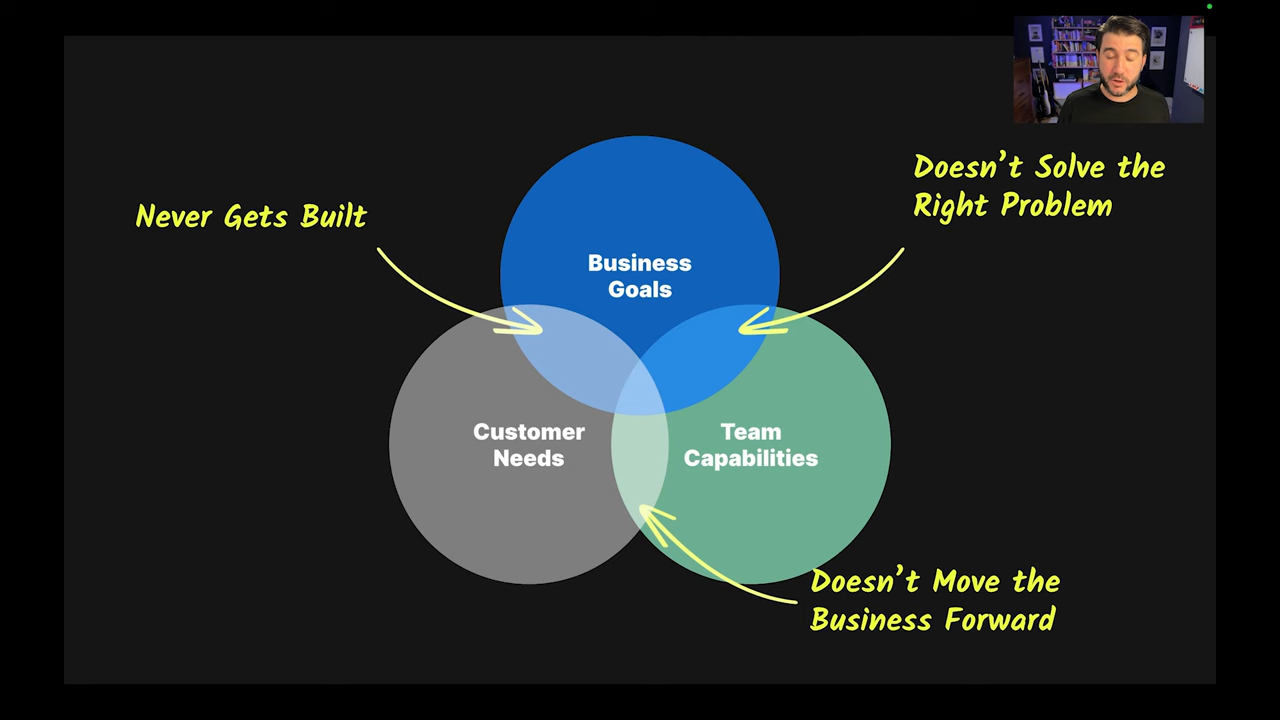 Doesn't Solve the
Right Problem
Never Gets Built
Business
Goals
Customer
Needs
Team
Capabilities
Doesn't Move the
Business Forward